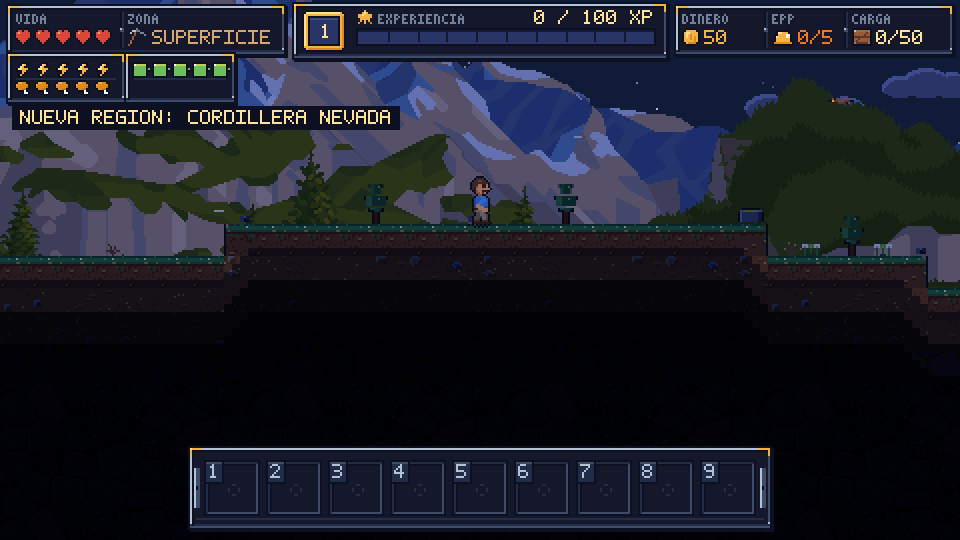 VIDA
ZONA
SUPERFICIE
1
EXPERIENCIA
0 / 100 XP
DINERO
50
EPP
0/5
CARGA
0/50
NUEVA REGION: CORDILLERA NEVADA
1
2
3
4
5
6
7
8
9